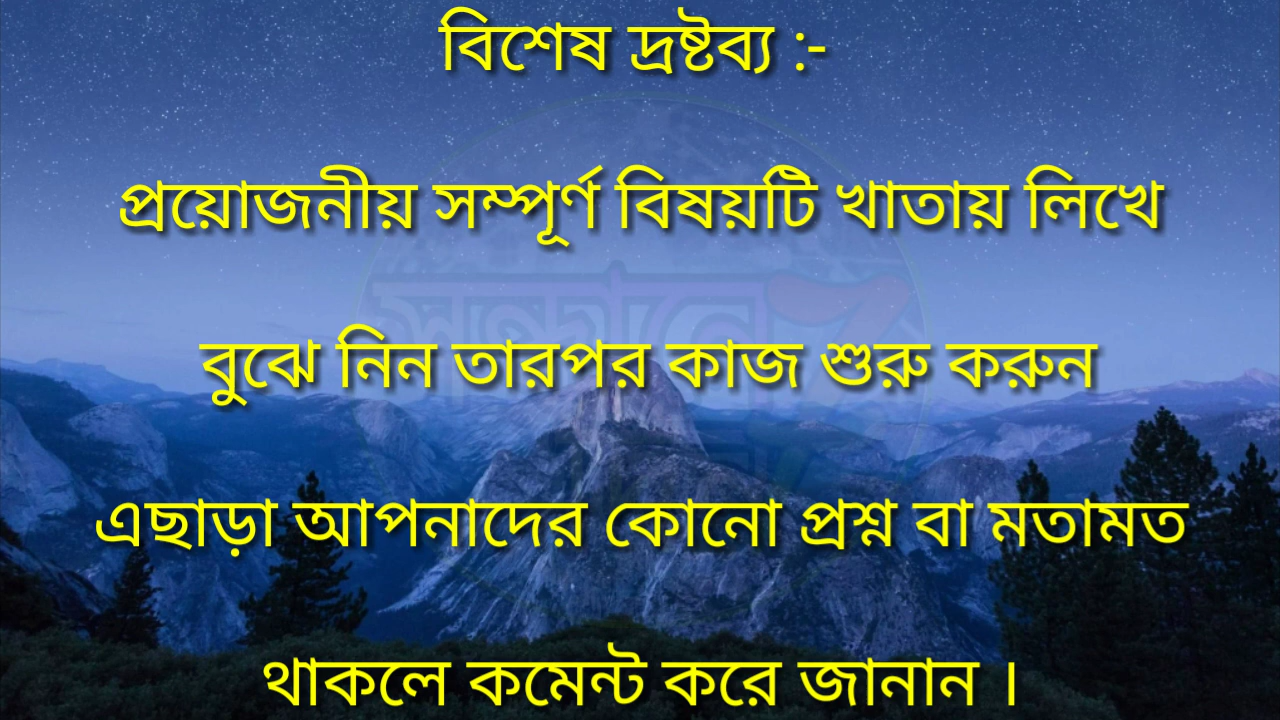 বিশেষ দ্রষ্টব্য :-
প্রয়োজনীয় সম্পূর্ণ বিষয়টি খাতায় লিখে
বুঝে নিন তারপর কাজ শুরু করুন
এছাড়া আপনাদের কোনো প্রশ্ন বা মতামত
থাকলে কমেন্ট করে জানান ।